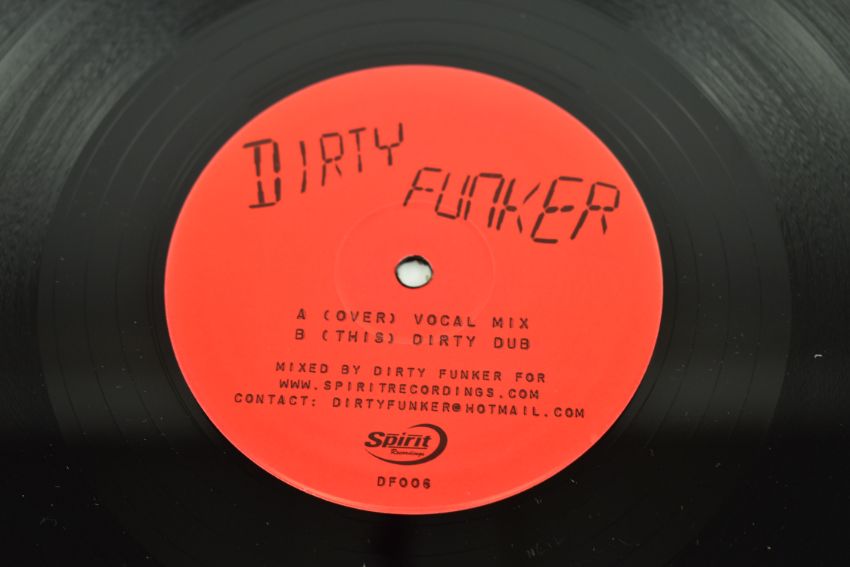 DIRTY
FUNKER
A (OVER) VOCAL MIX
B (THIS) DIRTY DUB
MIXED BY DIRTY FUNKER FOR
WWW.SPIRITRECORDINGS.COM
CONTACT: DIRTYFUNKER@HOTMAIL.COM
Spirit
Recordings
DF006